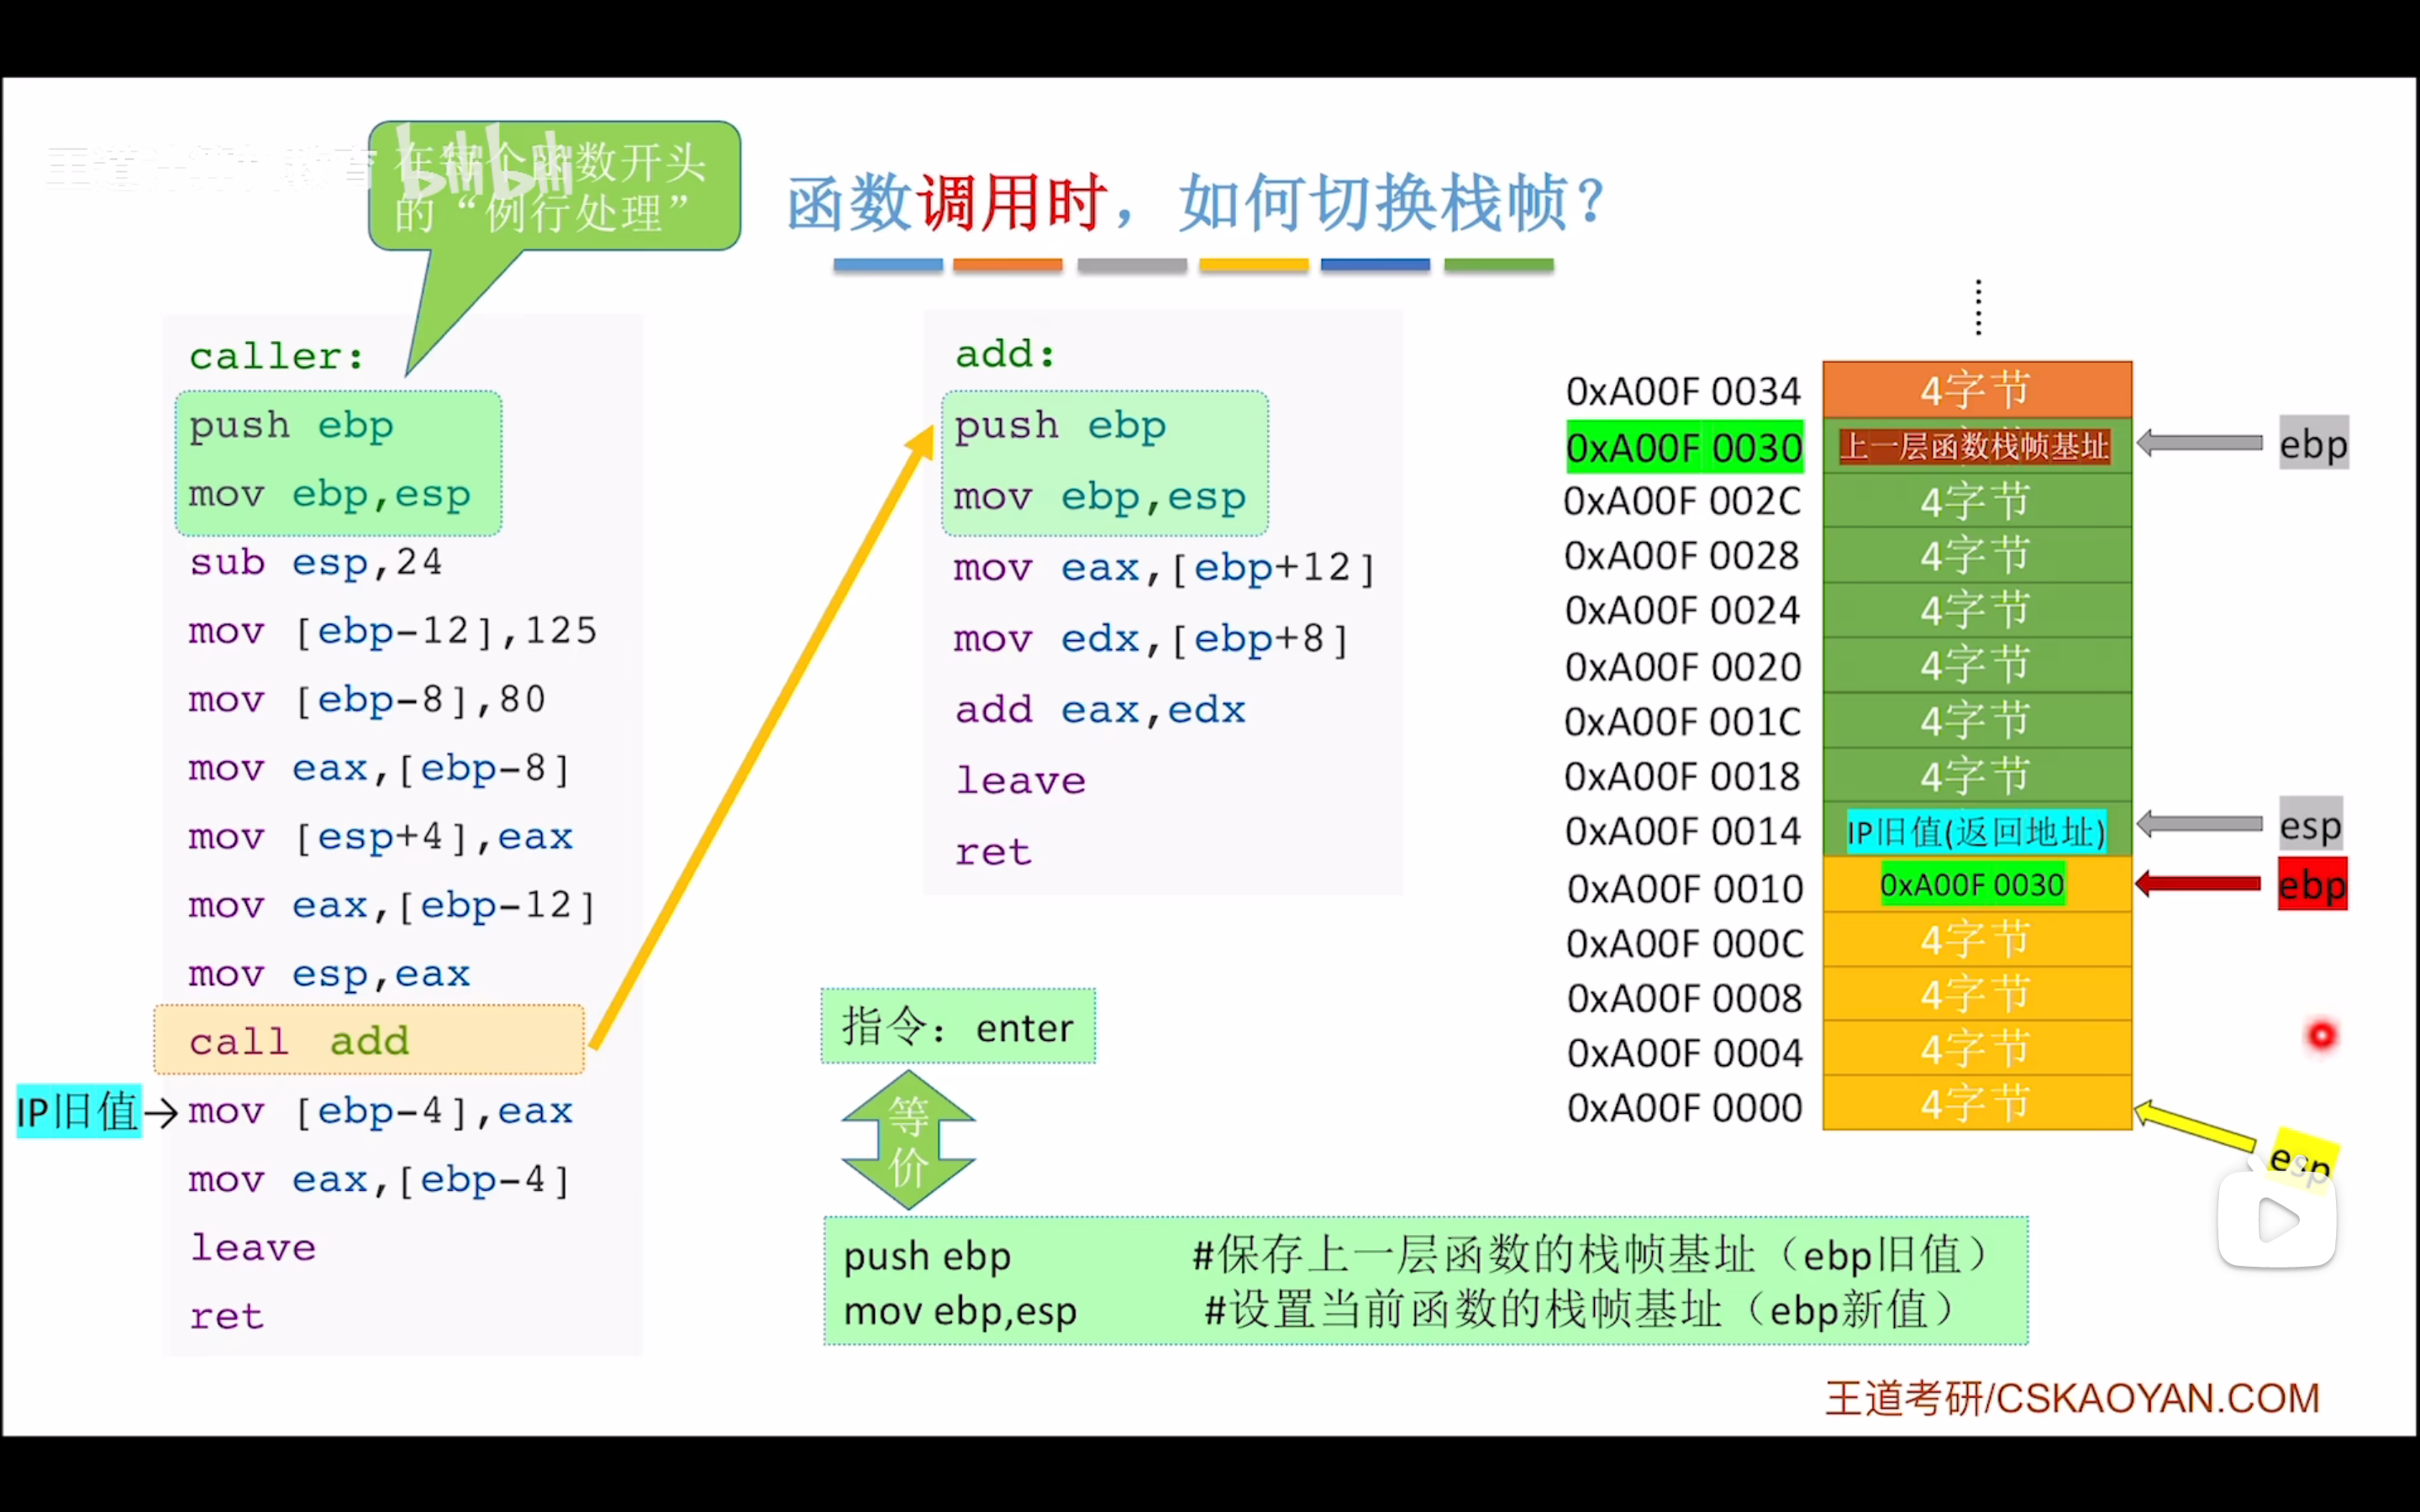 在每个函数开头
的“例行处理”
函数调用时，如何切换栈帧？
caller:
push ebp
mov ebp,esp
sub esp,24
mov [ebp-12],125
mov [ebp-8],80
mov eax,[ebp-8]
mov [esp+4],eax
mov eax,[ebp-12]
mov esp,eax
call add
IP旧值
mov [ebp-4],eax
mov eax,[ebp-4]
leave
ret
add:
push ebp
mov ebp,esp
mov eax,[ebp+12]
mov edx,[ebp+8]
add eax,edx
leave
ret
指令：enter
等
价
push ebp #保存上一层函数的栈帧基址（ebp旧值）
mov ebp,esp #设置当前函数的栈帧基址（ebp新值）
0xA00F 0034 4字节
0xA00F 0030 上一层函数栈帧基址 ebp
0xA00F 002C 4字节
0xA00F 0028 4字节
0xA00F 0024 4字节
0xA00F 0020 4字节
0xA00F 001C 4字节
0xA00F 0018 4字节
0xA00F 0014 IP旧值(返回地址) esp
0xA00F 0010 0xA00F 0030 ebp
0xA00F 000C 4字节
0xA00F 0008 4字节
0xA00F 0004 4字节
0xA00F 0000 4字节
esp
王道考研/CSKAOYAN.COM